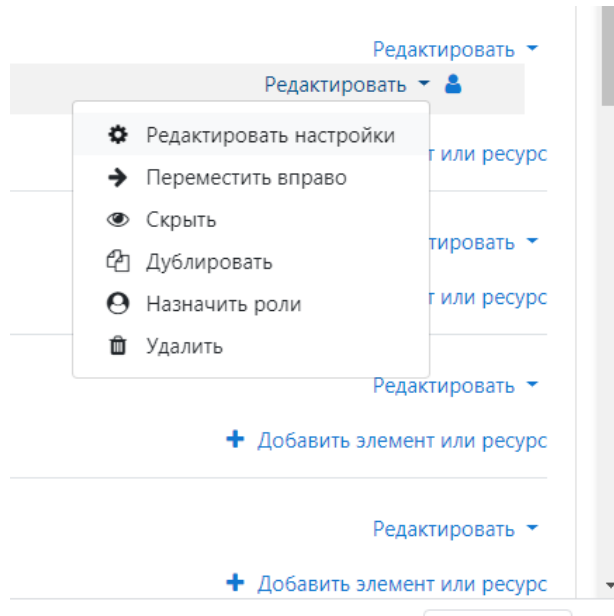 Редактировать
Редактировать
Редактировать настройки
или ресурс
Переместить вправо
Скрыть
тировать
Дублировать
или ресурс
Назначить роли
Удалить
Редактировать
Добавить элемент или ресурс
Редактировать
Добавить элемент или ресурс